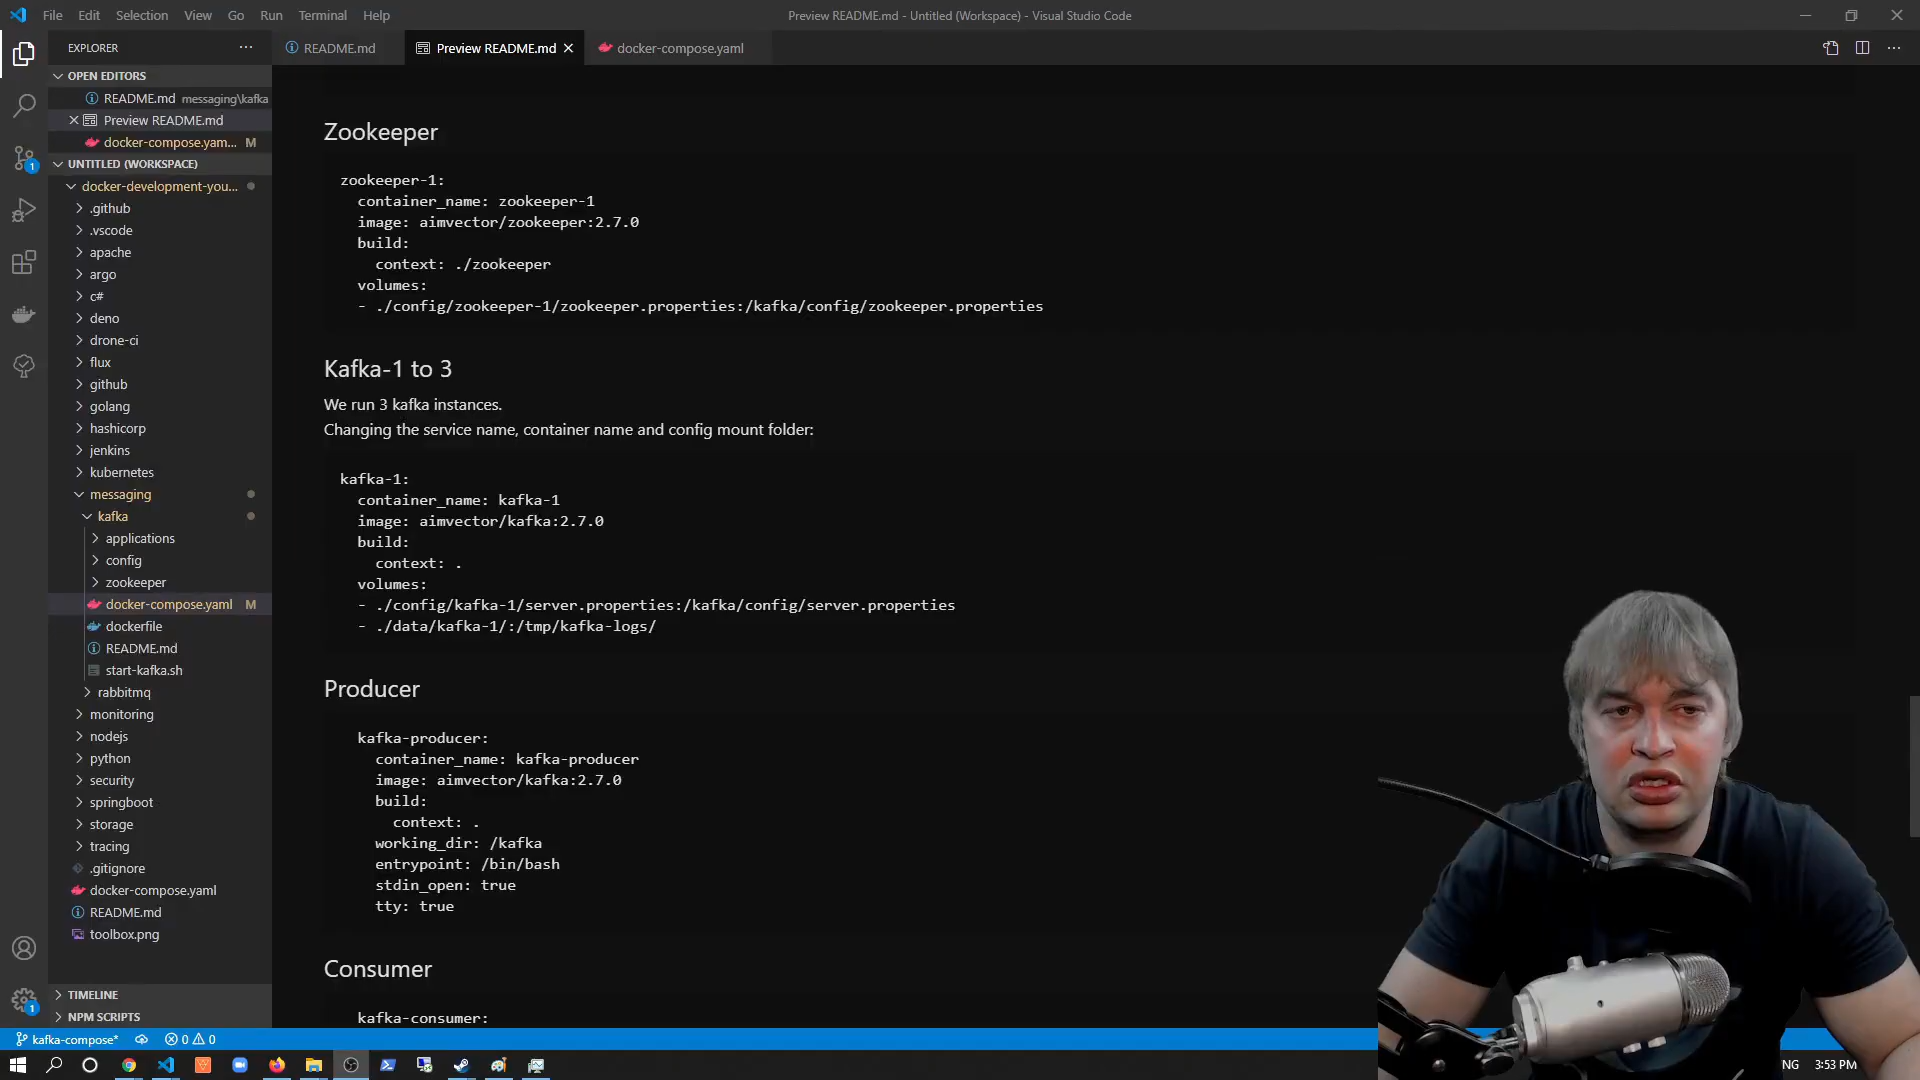 File Edit Selection View Go Run Terminal Help
Preview README.md - Untitled (Workspace) - Visual Studio Code
EXPLORER
README.md
Preview README.md
docker-compose.yaml
OPEN EDITORS
README.md messaging\kafka
Preview README.md
docker-compose.yam... M
UNTITLED (WORKSPACE)
docker-development-you...
.github
.vscode
apache
argo
c#
deno
drone-ci
flux
github
golang
hashicorp
jenkins
kubernetes
messaging
kafka
applications
config
zookeeper
docker-compose.yaml M
dockerfile
README.md
start-kafka.sh
rabbitmq
monitoring
nodejs
python
security
springboot
storage
tracing
.gitignore
docker-compose.yaml
README.md
toolbox.png
TIMELINE
NPM SCRIPTS
1
1
Zookeeper
zookeeper-1:
container_name: zookeeper-1
image: aimvector/zookeeper:2.7.0
build:
context: ./zookeeper
volumes:
- ./config/zookeeper-1/zookeeper.properties:/kafka/config/zookeeper.properties
Kafka-1 to 3
We run 3 kafka instances.
Changing the service name, container name and config mount folder:
kafka-1:
container_name: kafka-1
image: aimvector/kafka:2.7.0
build:
context: .
volumes:
- ./config/kafka-1/server.properties:/kafka/config/server.properties
- ./data/kafka-1/:/tmp/kafka-logs/
Producer
kafka-producer:
container_name: kafka-producer
image: aimvector/kafka:2.7.0
build:
context: .
working_dir: /kafka
entrypoint: /bin/bash
stdin_open: true
tty: true
Consumer
kafka-consumer:
kafka-compose* 0 0
NG 3:53 PM